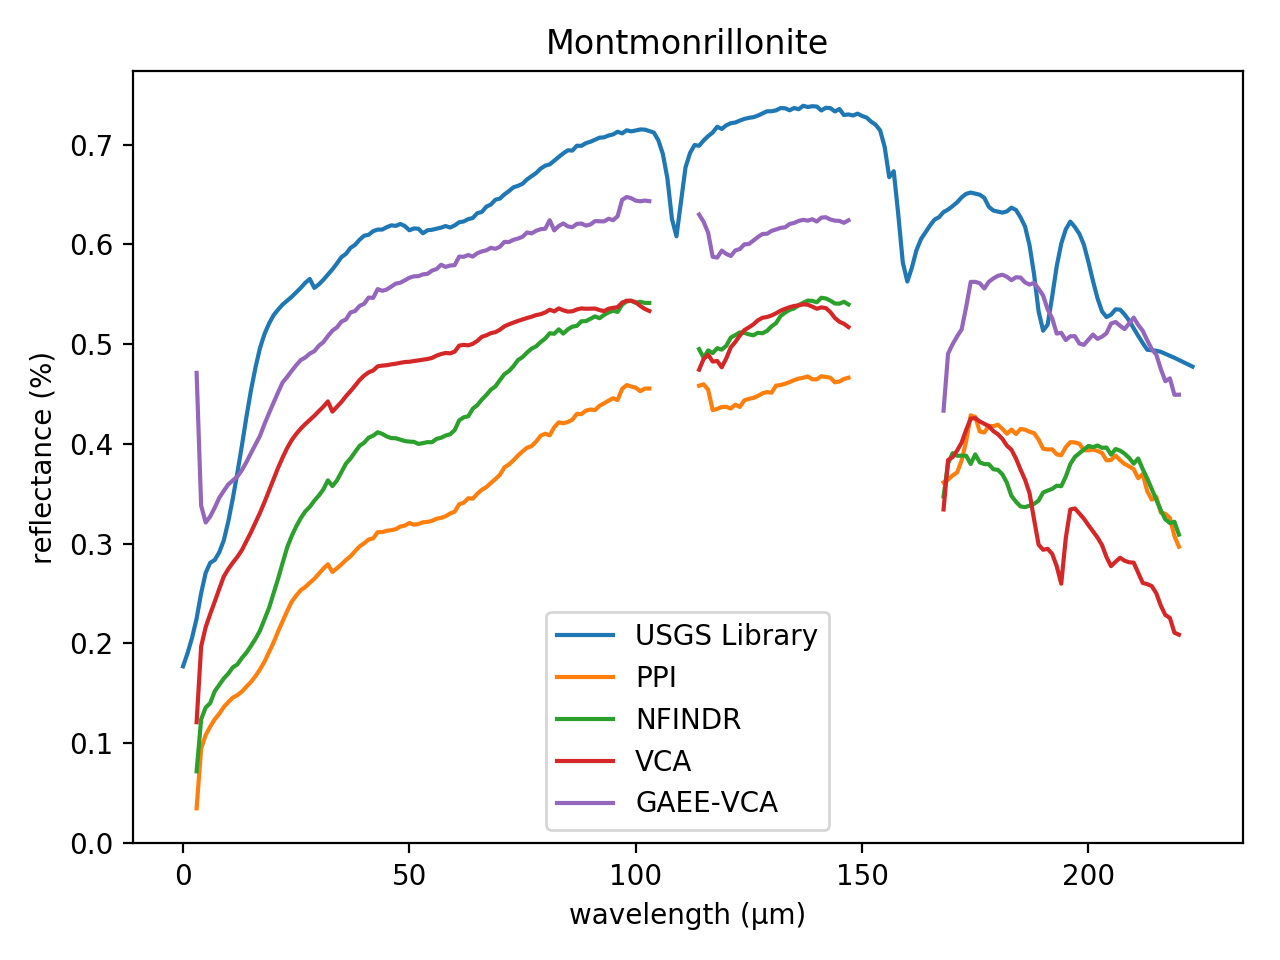 Montmonrillonite
reflectance (%)
0.7
0.6
0.5
0.4
0.3
0.2
0.1
0.0
USGS Library
PPI
NFINDR
VCA
GAEE-VCA
0 50 100 150 200
wavelength (μm)